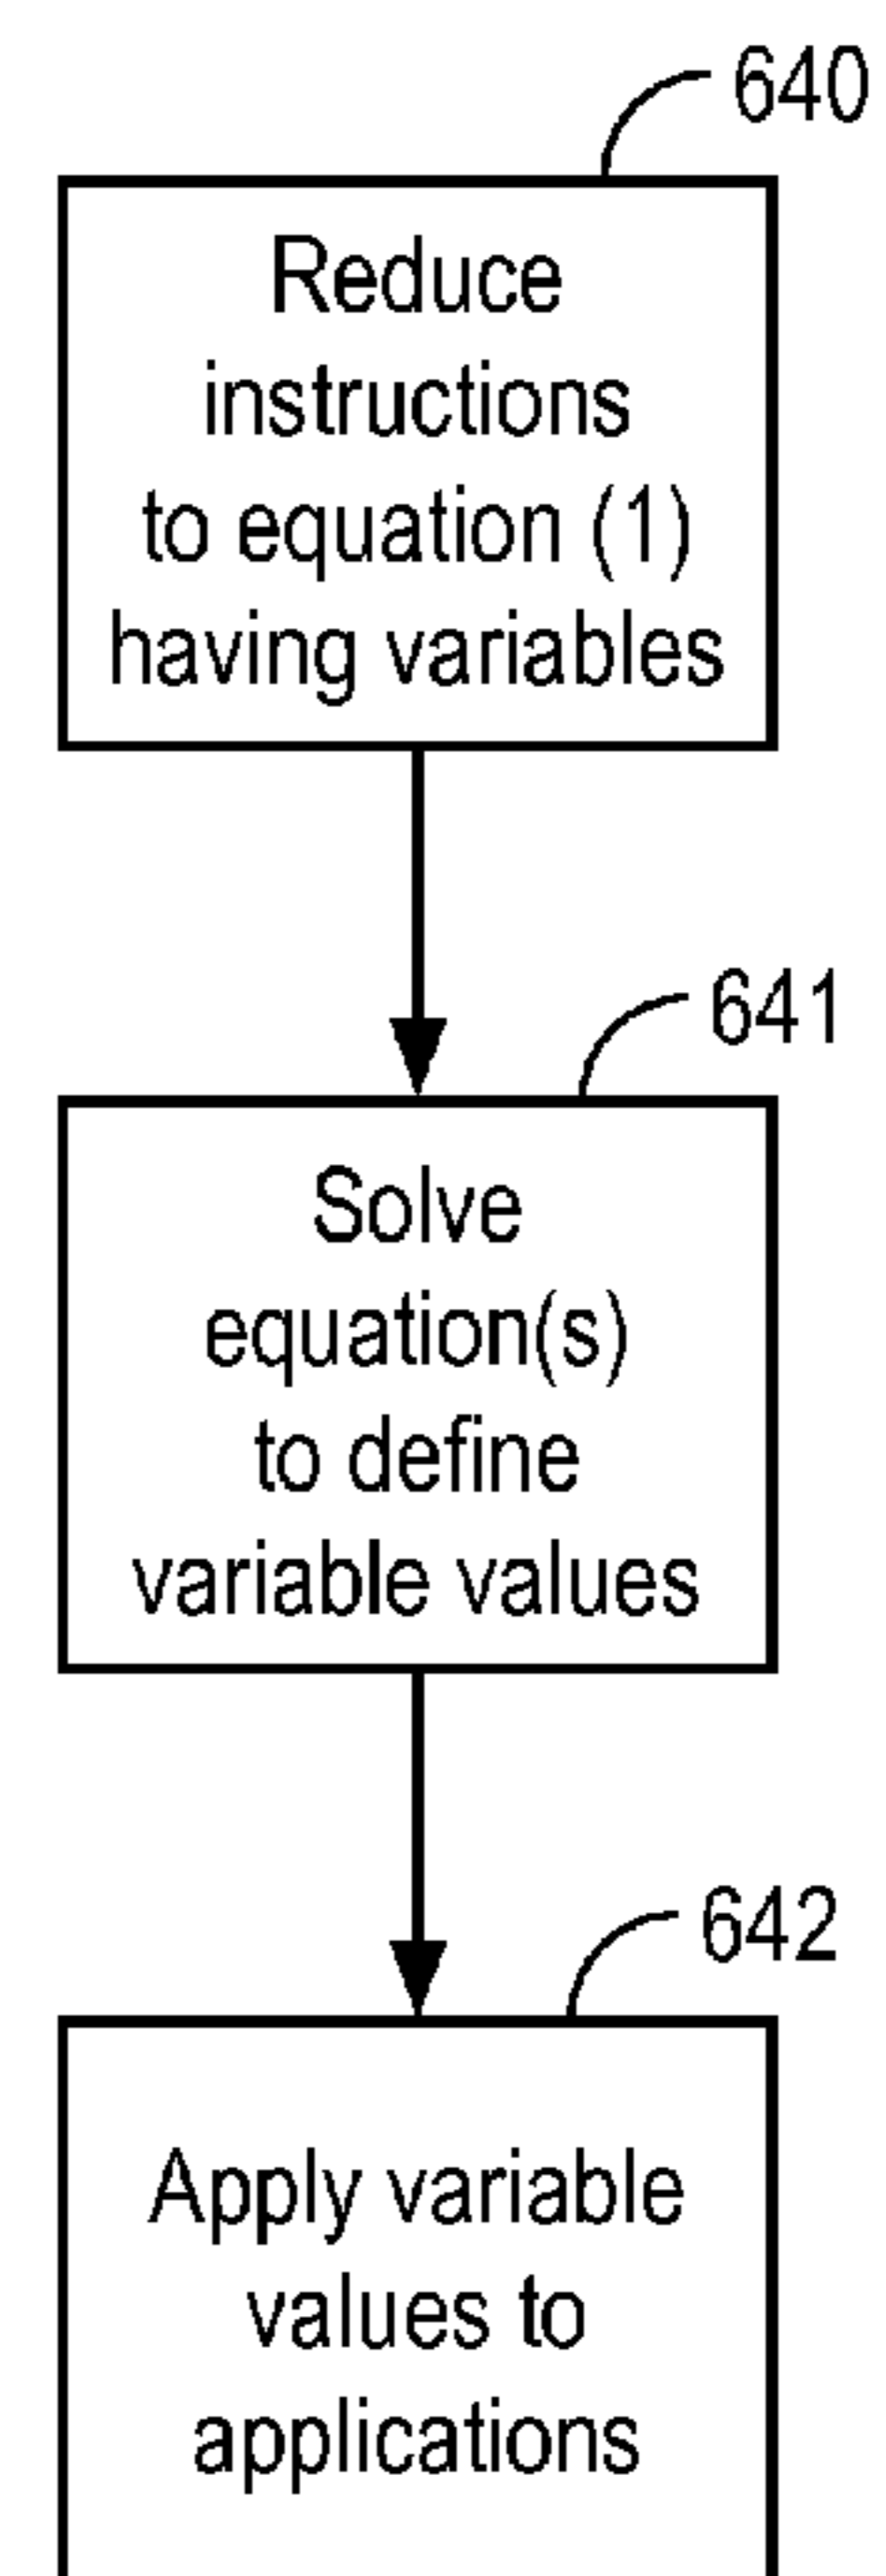 640
Reduce
instructions
to equation (1)
having variables
641
Solve
equation(s)
to define
variable values
642
Apply variable
values to
applications